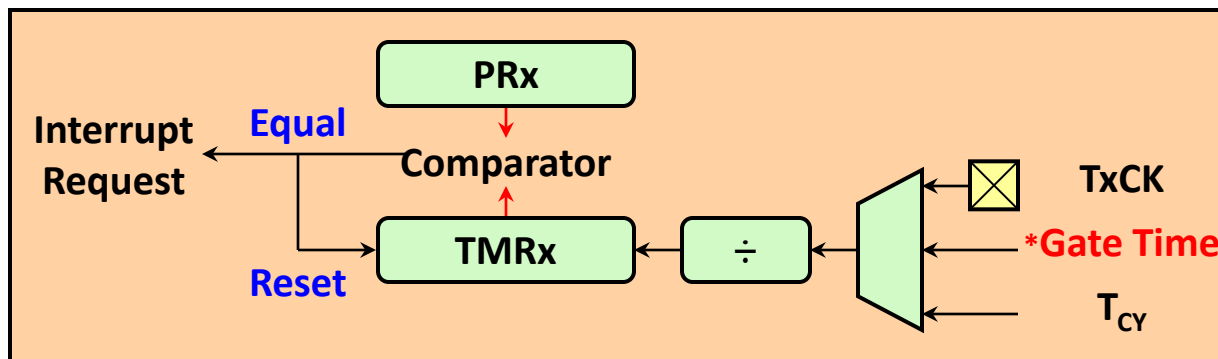 PRx
Interrupt
Request
Equal
Comparator
TxCK
TMRx
÷
*Gate Time
Reset
TCY